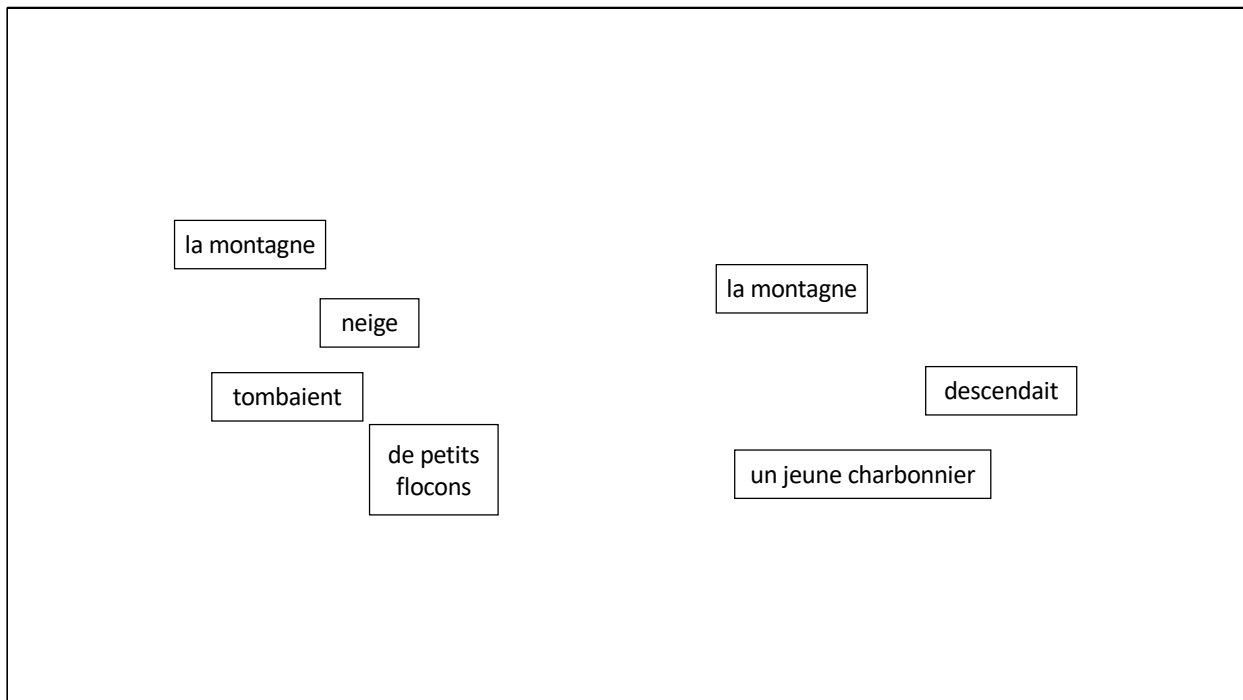 la montagne
neige
tombaient
de petits
flocons
la montagne
descendait
un jeune charbonnier